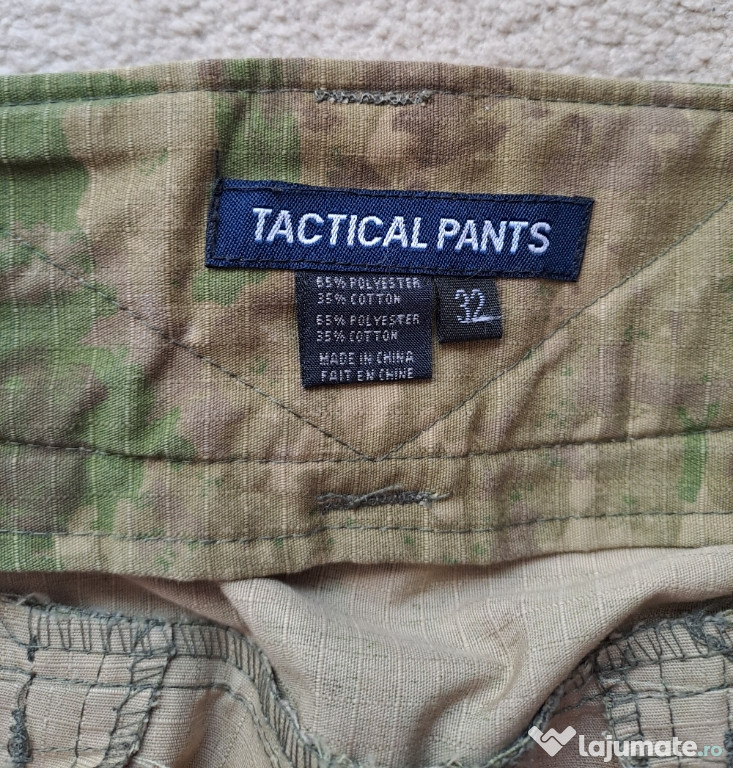 TACTICAL PANTS
65% POLYESTER
35% COTTON
65% POLYESTER
35% COTTON
MADE IN CHINA
FAIT EN CHINE
32
lajumate.ro